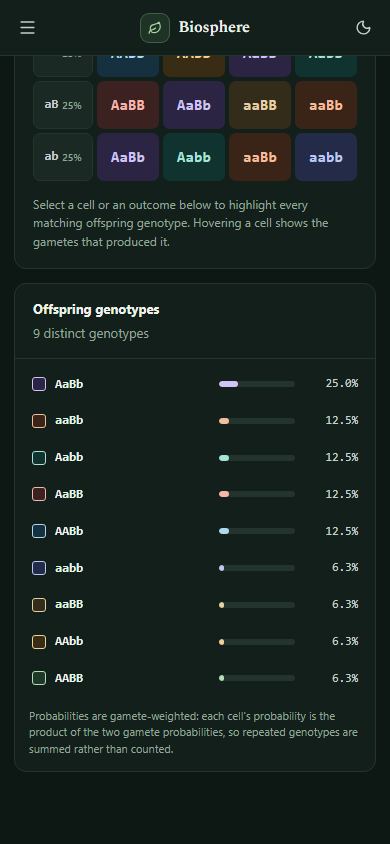 Biosphere
aB 25% AaBB AaBb aaBB aaBb
ab 25% AaBb Aabb aaBb aabb
Select a cell or an outcome below to highlight every
matching offspring genotype. Hovering a cell shows the
gametes that produced it.
Offspring genotypes
9 distinct genotypes
AaBb 25.0%
aaBb 12.5%
Aabb 12.5%
AaBB 12.5%
AABb 12.5%
aabb 6.3%
aaBB 6.3%
AAbb 6.3%
AABB 6.3%
Probabilities are gamete-weighted: each cell's probability is the
product of the two gamete probabilities, so repeated genotypes are
summed rather than counted.